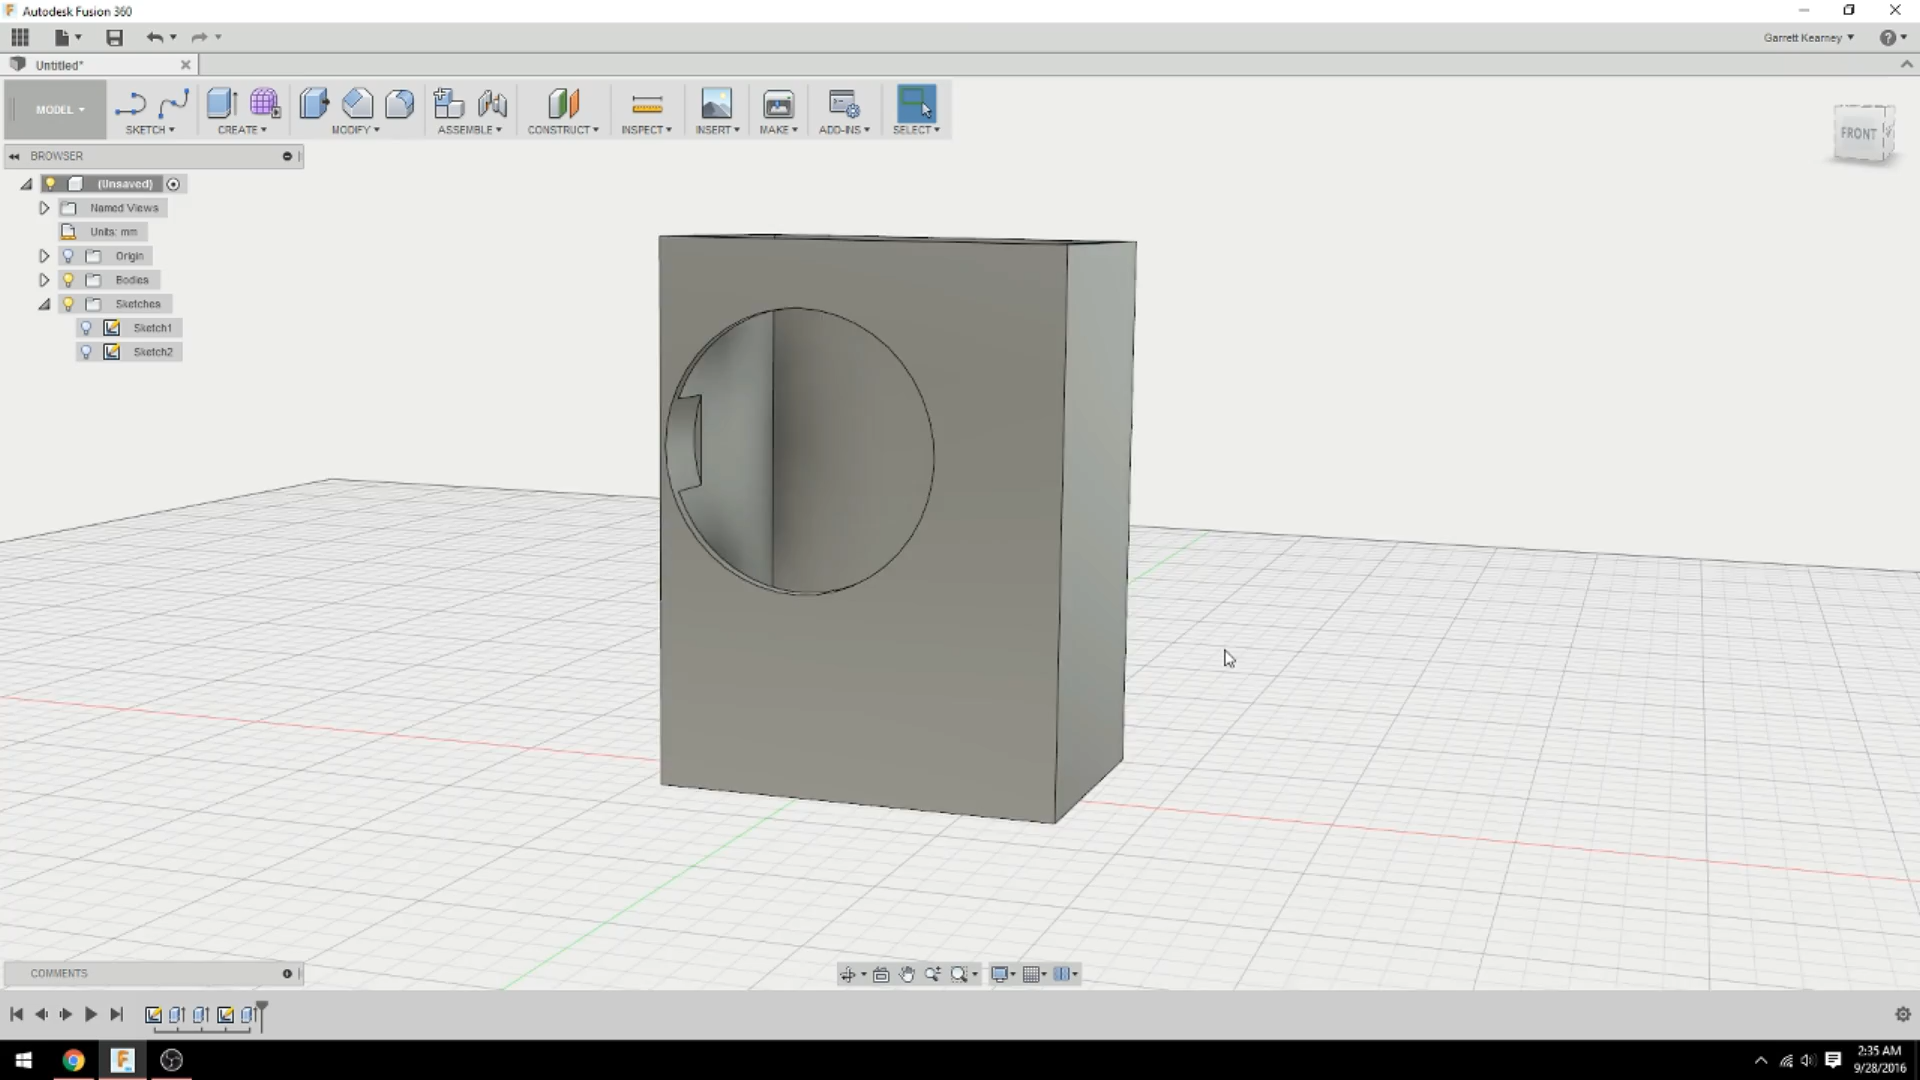 Autodesk Fusion 360
Garrett Kearney
Untitled*
MODEL
SKETCH
CREATE
MODIFY
ASSEMBLE
CONSTRUCT
INSPECT
INSERT
MAKE
ADD-INS
SELECT
FRONT
BROWSER
(Unsaved)
Named Views
Units: mm
Origin
Bodies
Sketches
Sketch1
Sketch2
COMMENTS
2:35 AM
9/28/2016